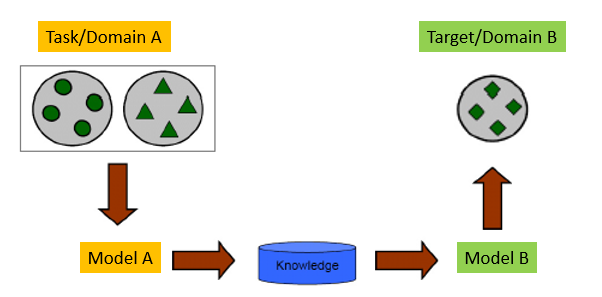 Task/Domain A
Target/Domain B
Model A
Knowledge
Model B